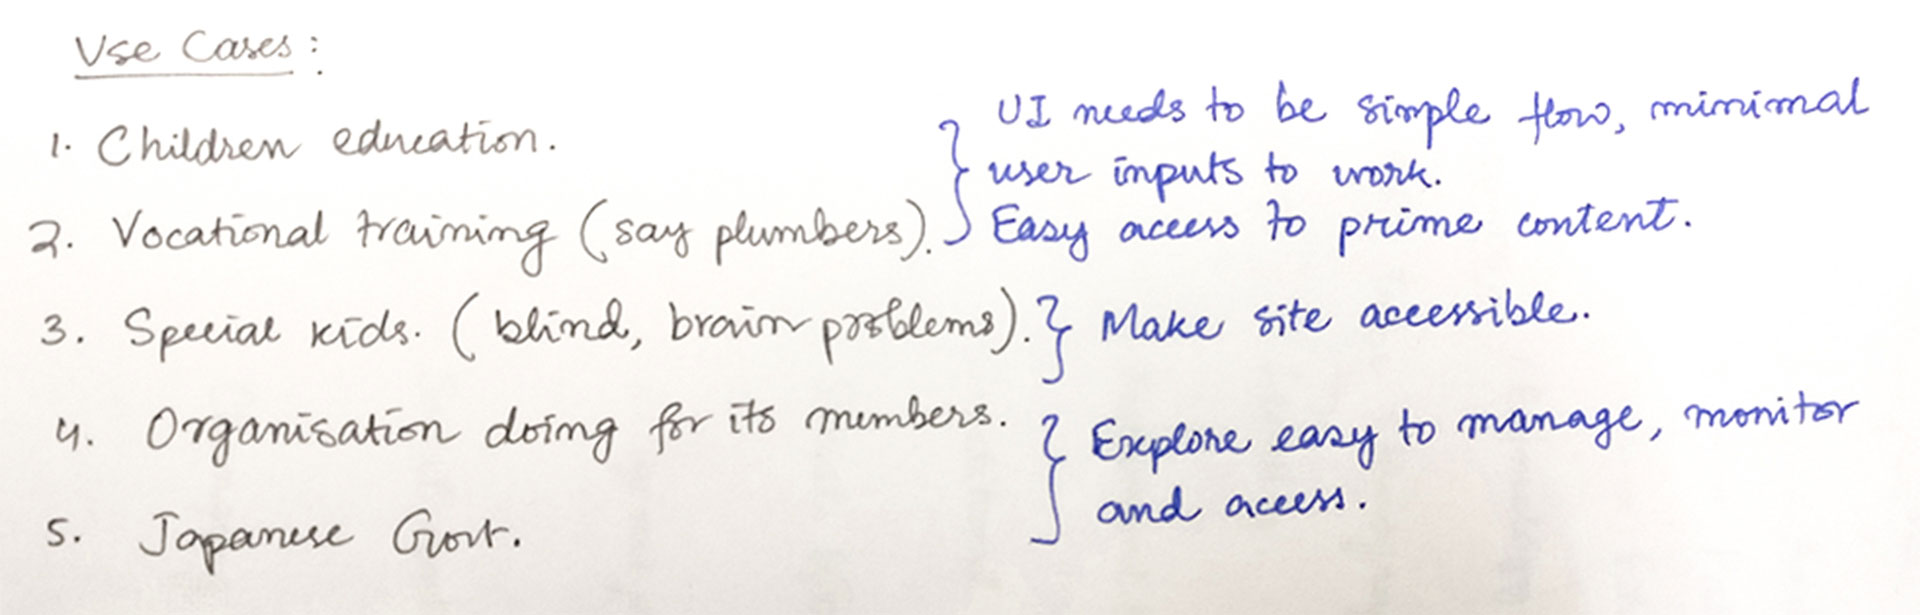 Use Cases :
1. Children education.
2. Vocational training (say plumbers).
UI needs to be simple flow, minimal
user inputs to work.
Easy access to prime content.
3. Special kids. (blind, brain problems).
Make site accessible.
4. Organisation doing for its members.
5. Japanese Govt.
Explore easy to manage, monitor
and access.